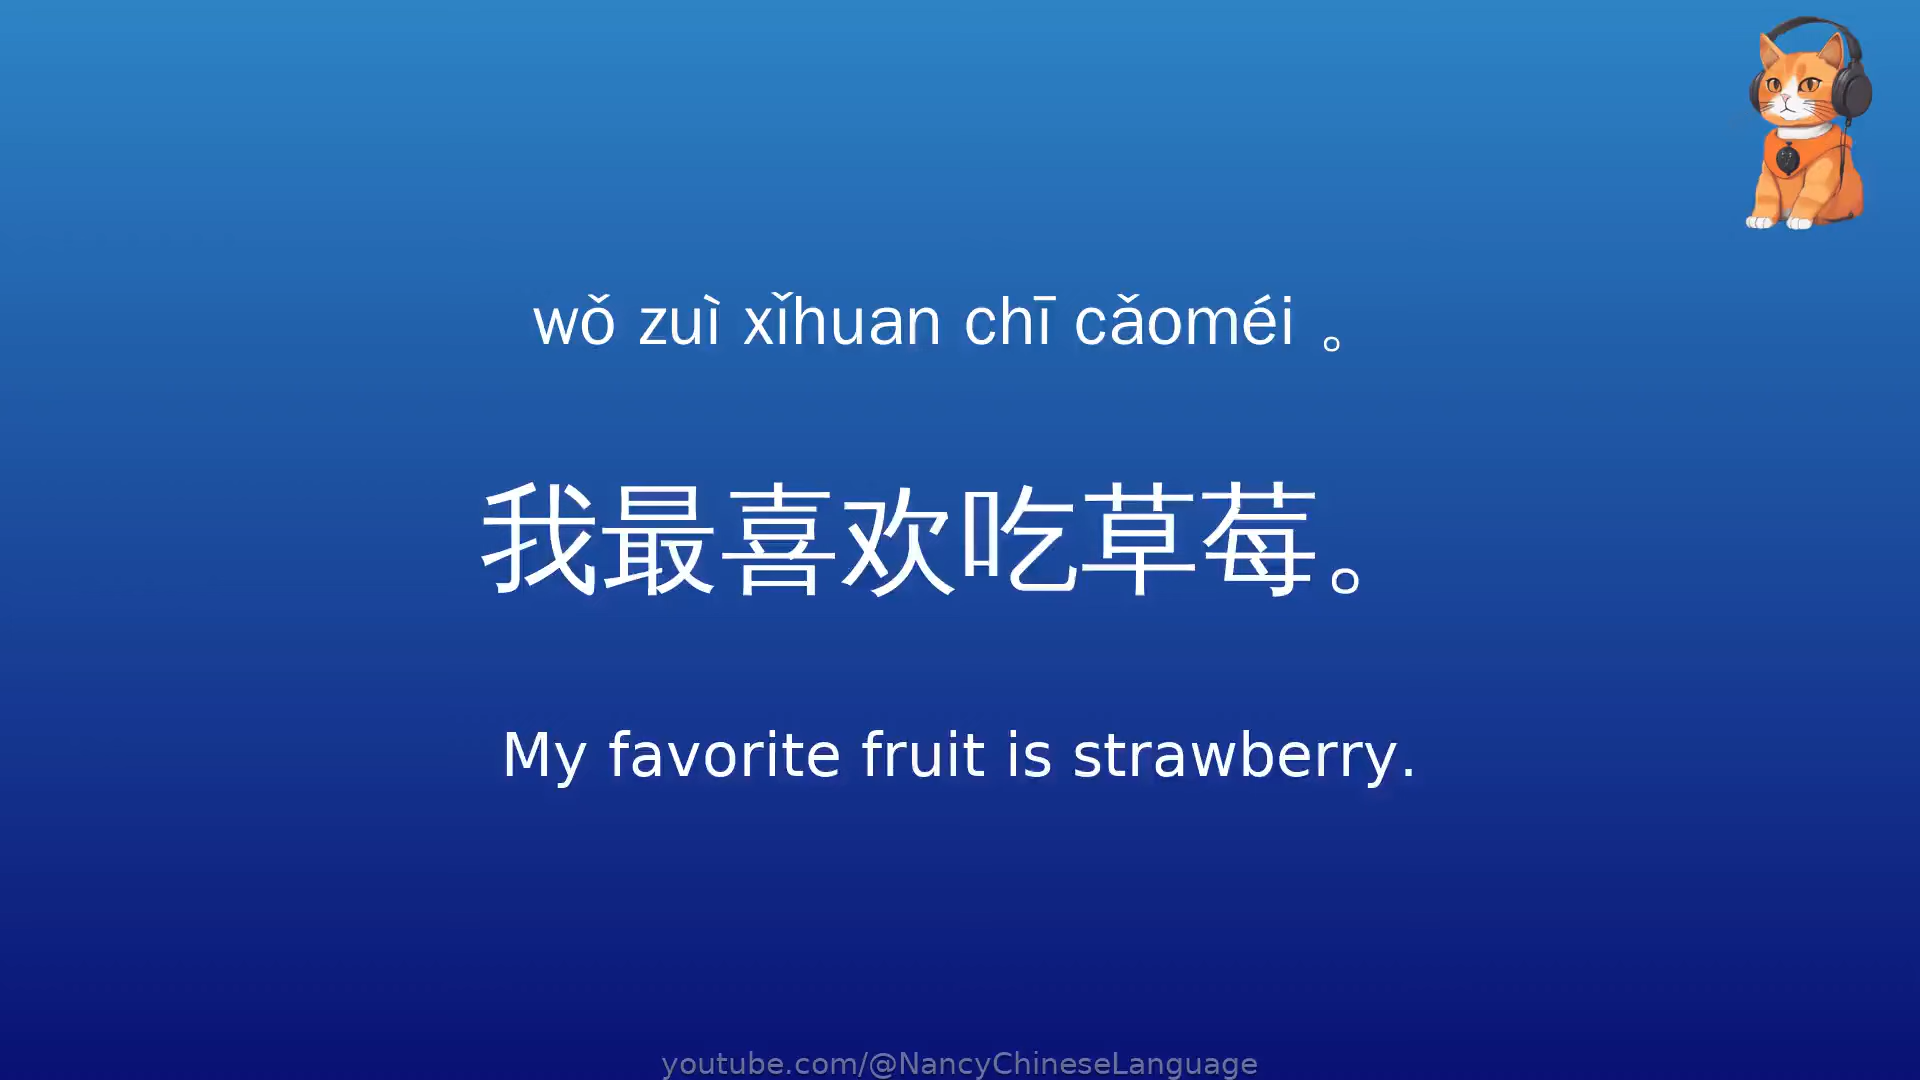 wǒ zuì xǐhuan chī cǎoméi 。
我最喜欢吃草莓。
My favorite fruit is strawberry.
youtube.com/@NancyChineseLanguage